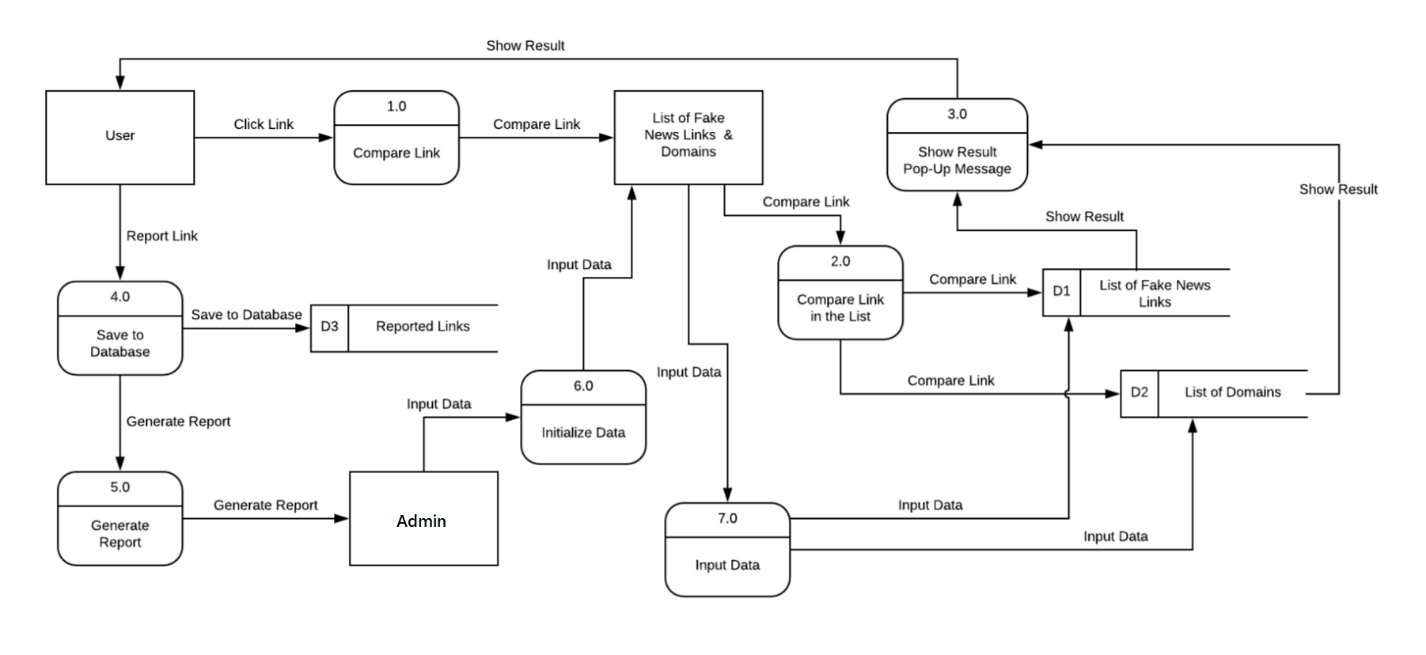 Show Result
User
Click Link
1.0
Compare Link
Compare Link
List of Fake
News Links &
Domains
3.0
Show Result
Pop-Up Message
Show Result
Compare Link
Show Result
Report Link
2.0
Compare Link
in the List
Compare Link
D1
List of Fake News
Links
Input Data
4.0
Save to
Database
Save to Database
D3
Reported Links
Input Data
6.0
Initialize Data
Compare Link
D2
List of Domains
Input Data
Generate Report
5.0
Generate
Report
Generate Report
Admin
7.0
Input Data
Input Data
Input Data